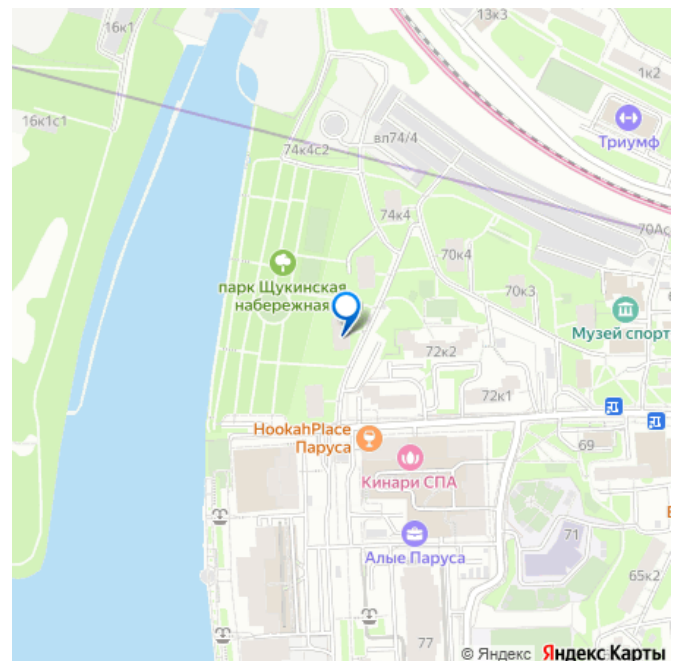 16к1
13к3
1к2
16к1с1
Триумф
вл74/4
74к4с2
74к4
70Ас
70к4
парк Щукинская
набережная
70к3
Музей спорт
72к2
72к1
HookahPlace
Паруса
69
Кинари СПА
Алые Паруса
71
65к2
77
© Яндекс Яндекс Карты